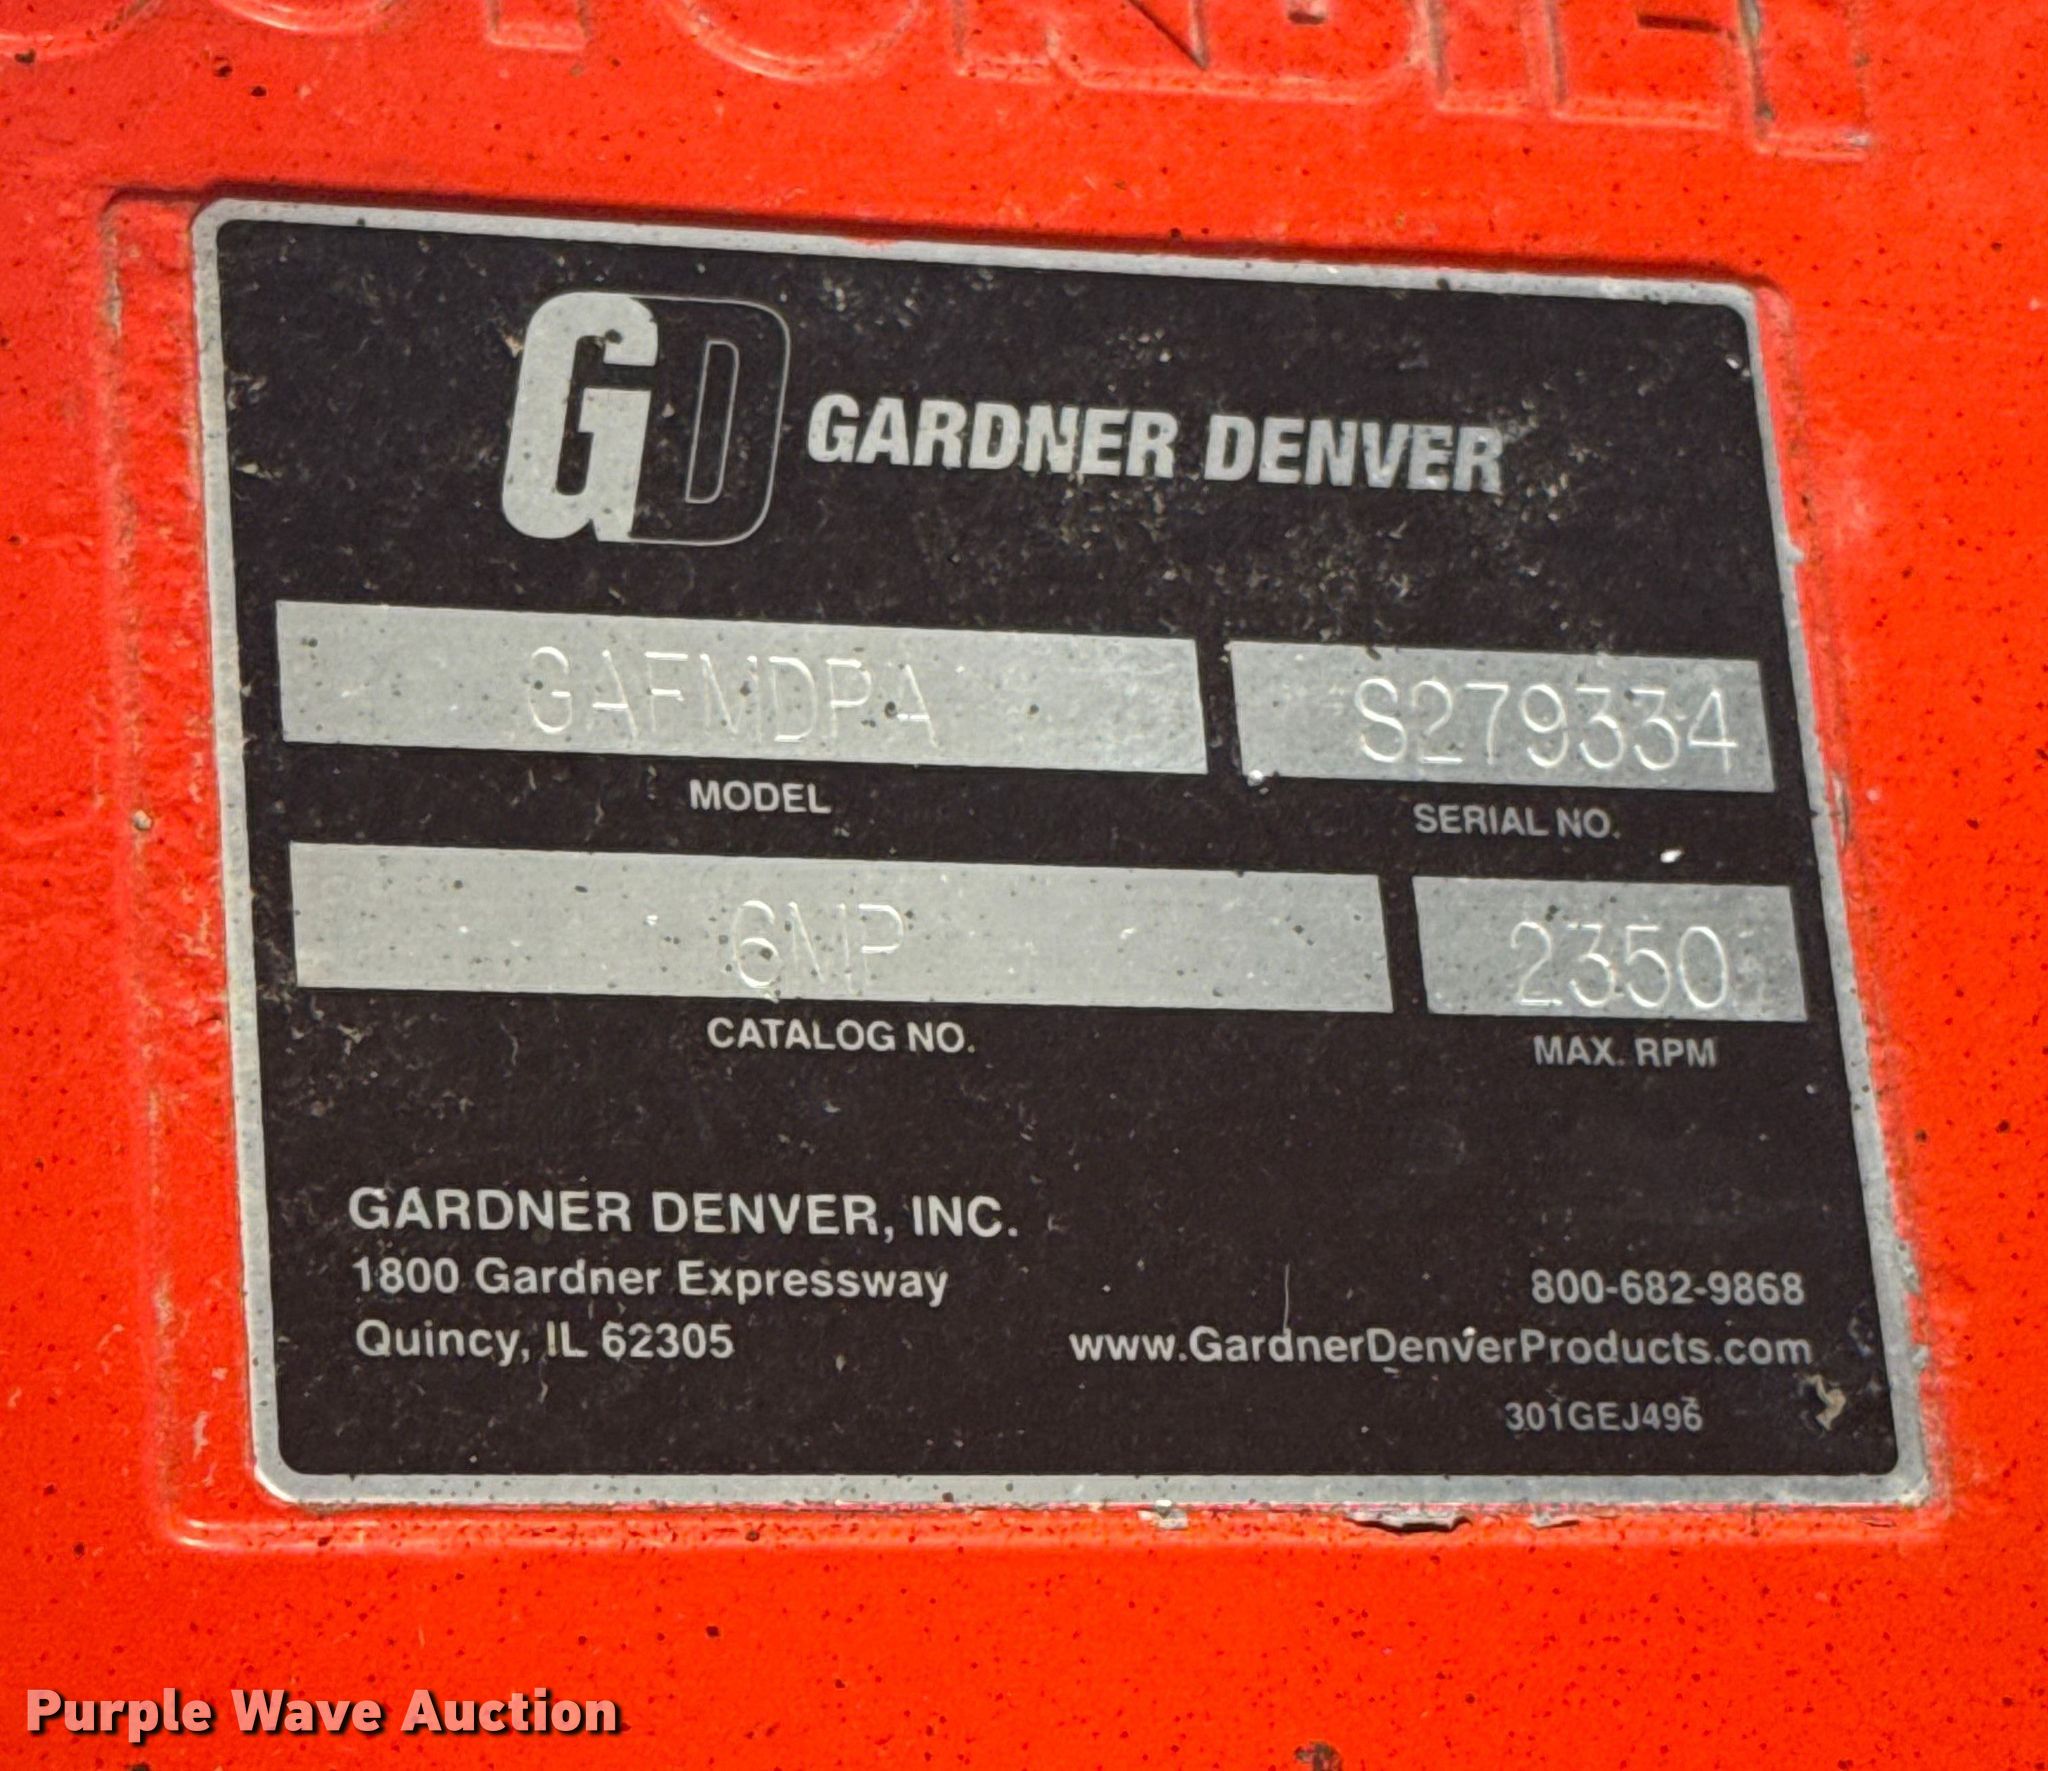 GD GARDNER DENVER
GAFMDPA S279334
MODEL SERIAL NO.
6MP 2350
CATALOG NO. MAX. RPM
GARDNER DENVER, INC.
1800 Gardner Expressway 800-682-9868
Quincy, IL 62305 www.GardnerDenverProducts.com
301GEJ496
Purple Wave Auction